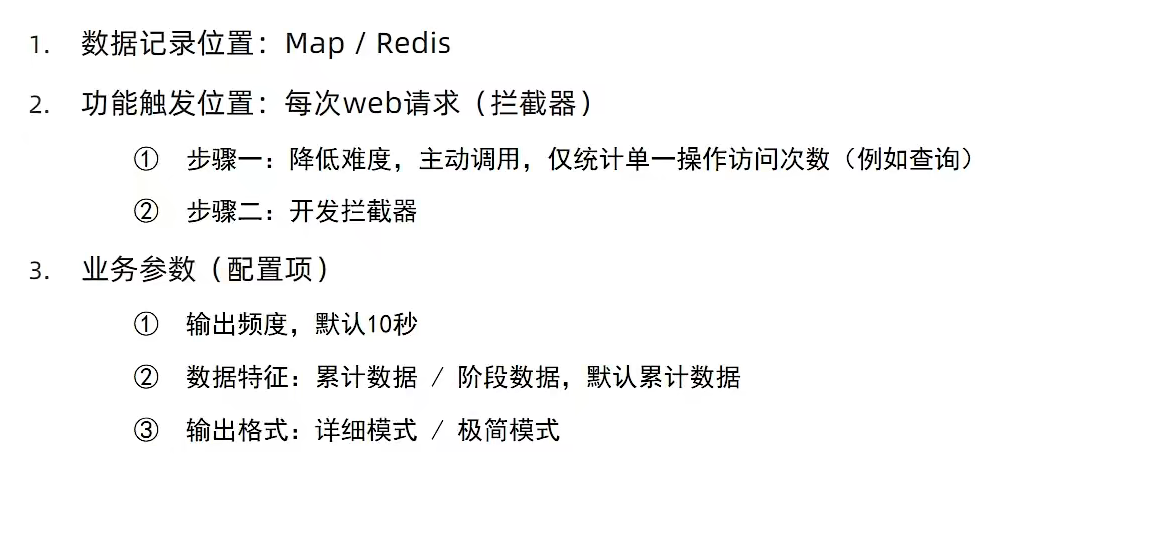 1. 数据记录位置：Map / Redis
2. 功能触发位置：每次web请求（拦截器）
① 步骤一：降低难度，主动调用，仅统计单一操作访问次数（例如查询）
② 步骤二：开发拦截器
3. 业务参数（配置项）
① 输出频度，默认10秒
② 数据特征：累计数据 / 阶段数据，默认累计数据
③ 输出格式：详细模式 / 极简模式